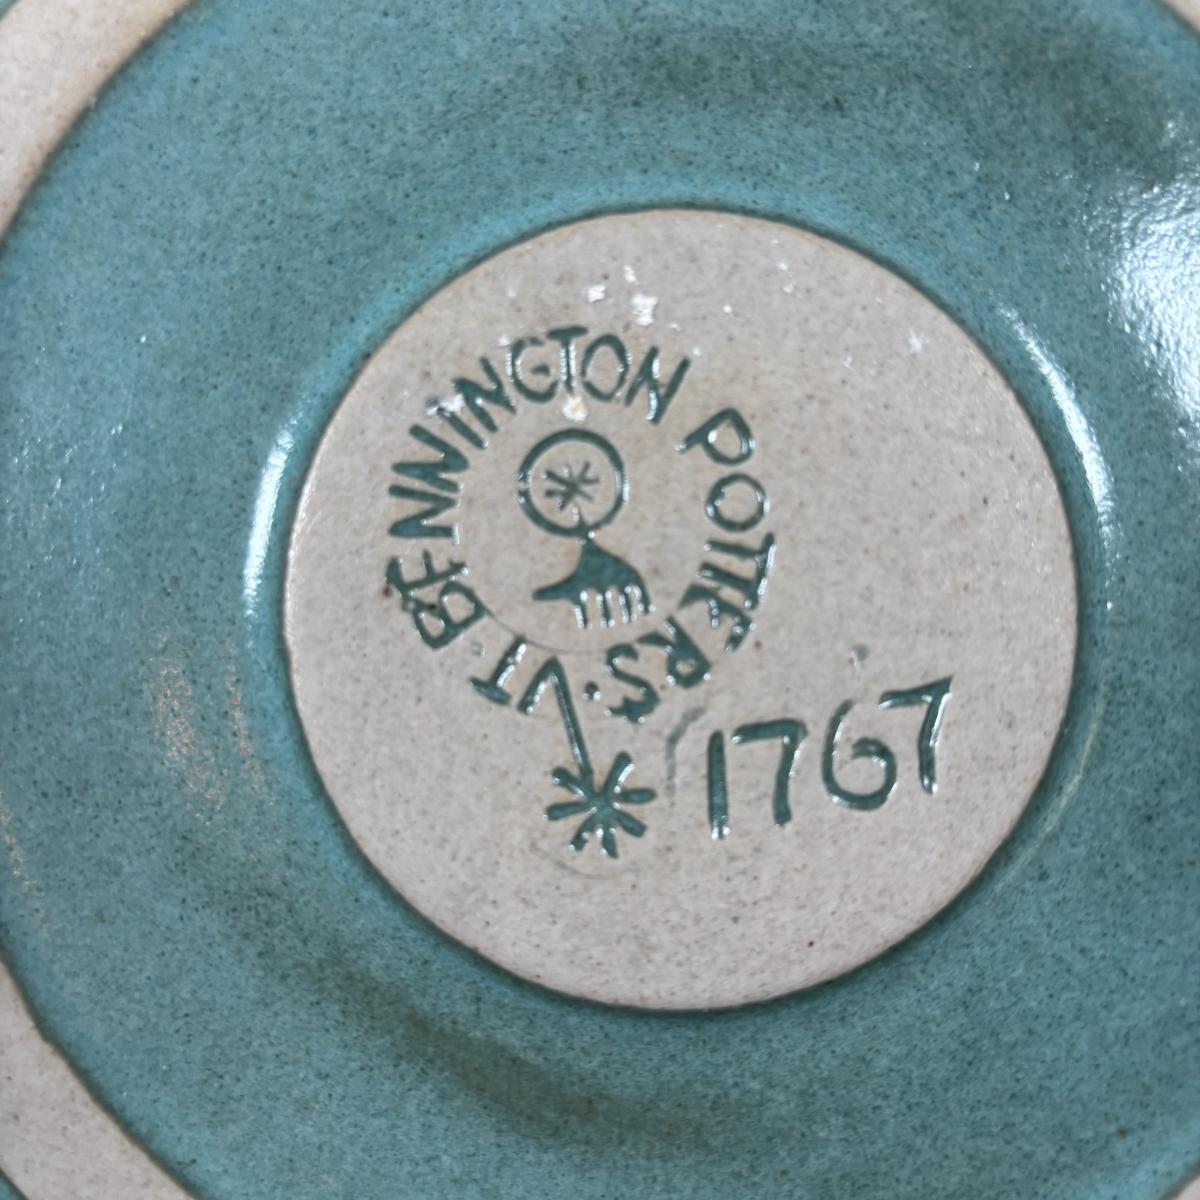 BENNINGTON POTTERS · VT
1767